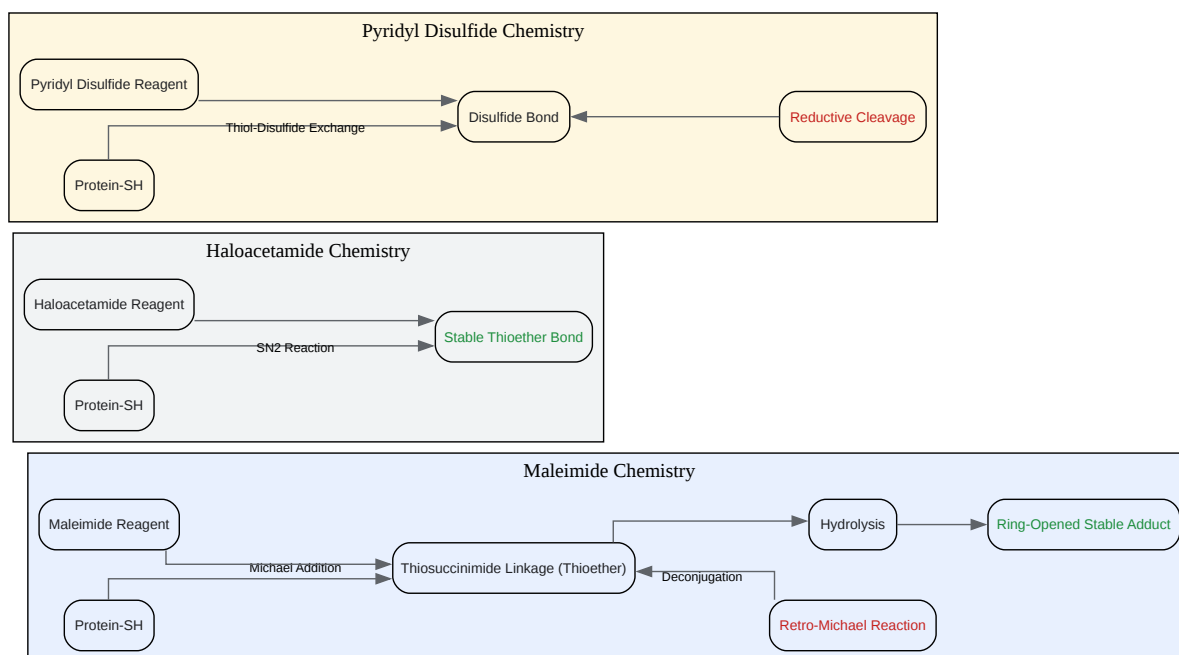 Pyridyl Disulfide Chemistry
Pyridyl Disulfide Reagent
Disulfide Bond
Reductive Cleavage
Thiol-Disulfide Exchange
Protein-SH
Haloacetamide Chemistry
Haloacetamide Reagent
Stable Thioether Bond
SN2 Reaction
Protein-SH
Maleimide Chemistry
Maleimide Reagent
Hydrolysis
Ring-Opened Stable Adduct
Michael Addition
Thiosuccinimide Linkage (Thioether)
Deconjugation
Protein-SH
Retro-Michael Reaction